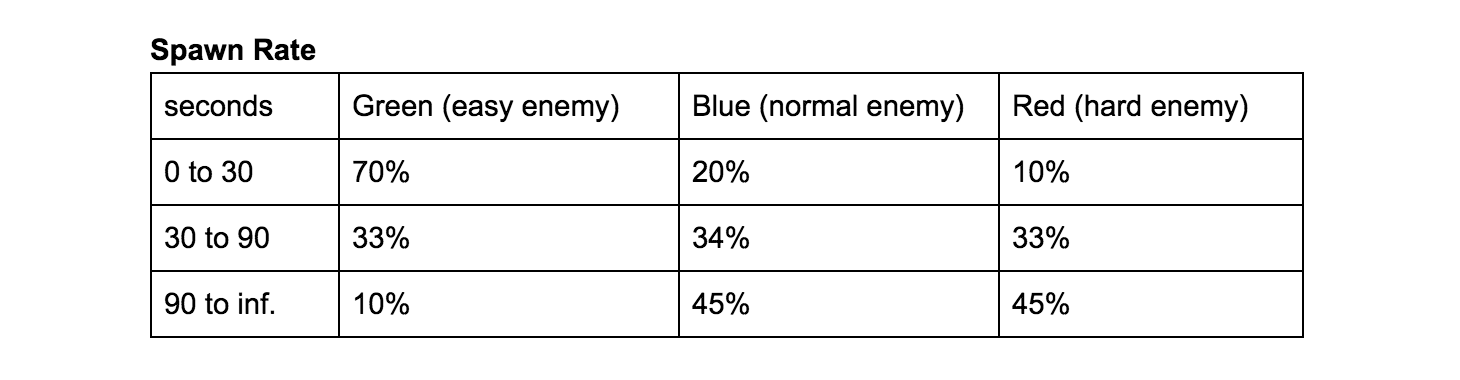 Spawn Rate
seconds Green (easy enemy) Blue (normal enemy) Red (hard enemy)
0 to 30 70% 20% 10%
30 to 90 33% 34% 33%
90 to inf. 10% 45% 45%